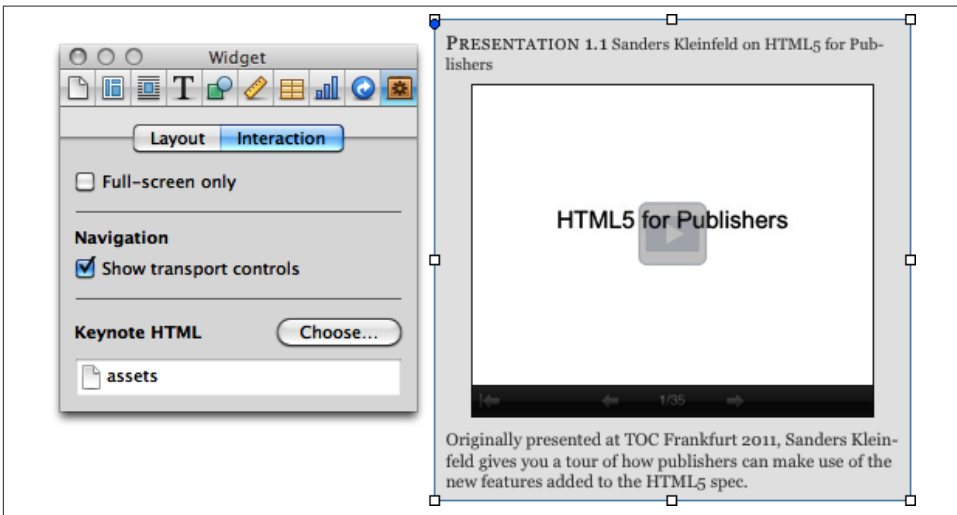 Widget
Layout Interaction
Full-screen only
Navigation
Show transport controls
Keynote HTML Choose...
assets
PRESENTATION 1.1 Sanders Kleinfeld on HTML5 for Pub-
lishers
HTML5 for Publishers
1/35
Originally presented at TOC Frankfurt 2011, Sanders Klein-
feld gives you a tour of how publishers can make use of the
new features added to the HTML5 spec.